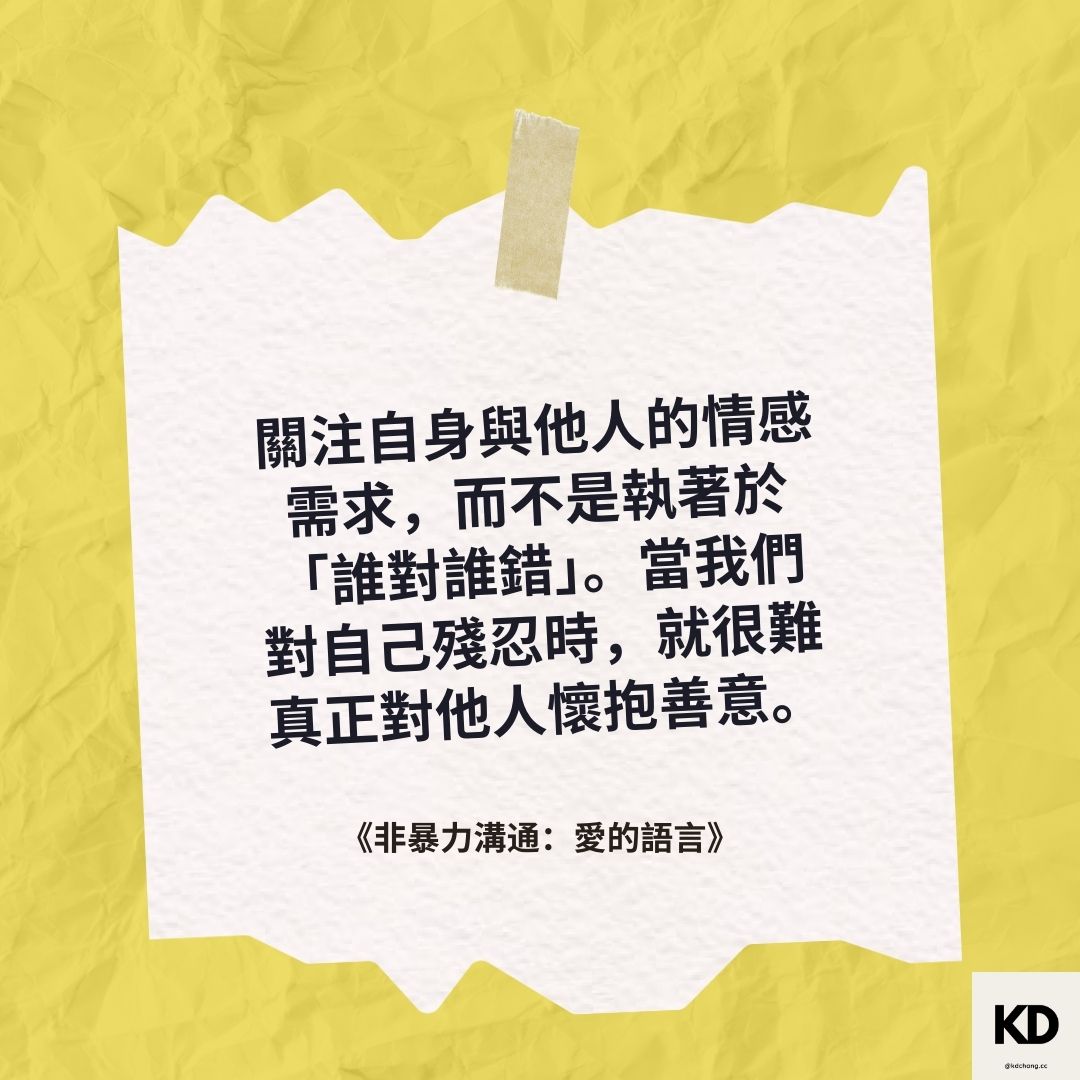 關注自身與他人的情感
需求，而不是執著於
「誰對誰錯」。當我們
對自己殘忍時，就很難
真正對他人懷抱善意。
《非暴力溝通：愛的語言》
KD
@kdchang.cc